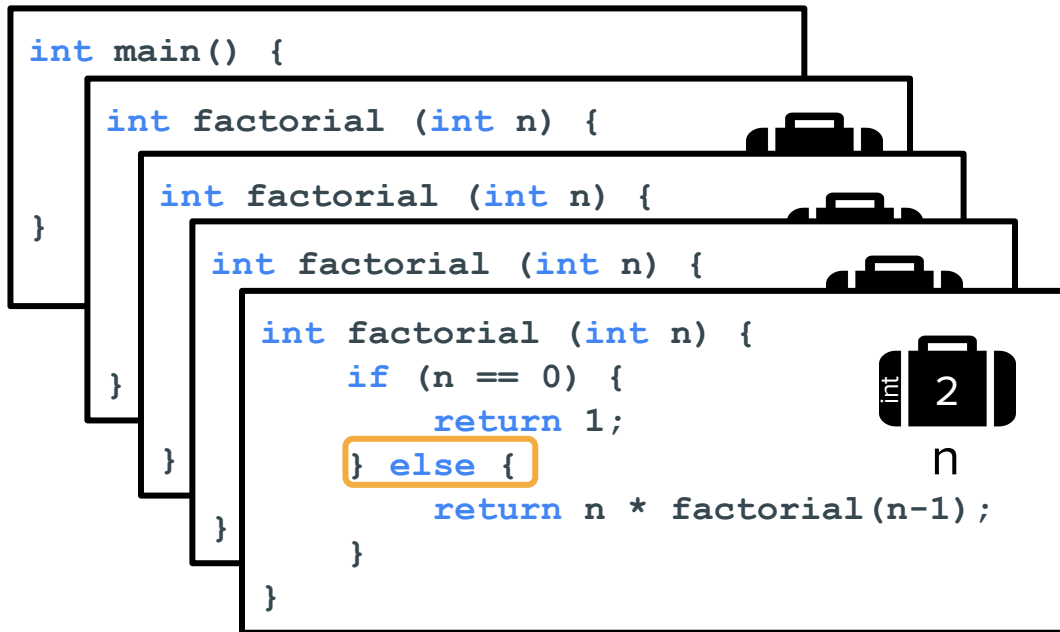 int main() {
int factorial (int n) {
int factorial (int n) {
}
int factorial (int n) {
int factorial (int n) {
if (n == 0) {
int 2
}
return 1;
} else {
n
}
return n * factorial(n-1);
}
}
}